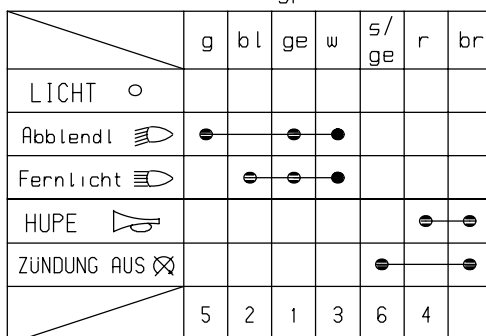 g bl ge w s/ge r br
LICHT
Abblendl
Fernlicht
HUPE
ZÜNDUNG AUS
5 2 1 3 6 4